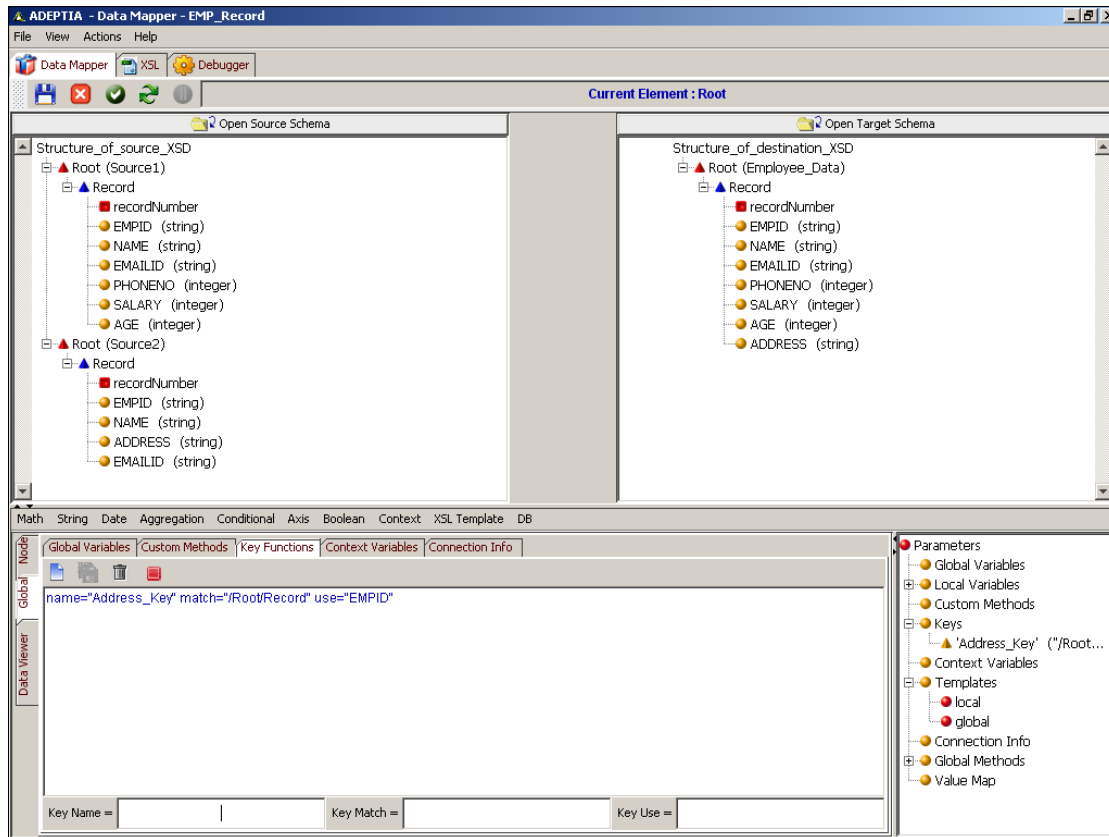 ADEPTIA - Data Mapper - EMP_Record
File View Actions Help
Data Mapper XSL Debugger
Current Element : Root
Open Source Schema
Structure_of_source_XSD
Root (Source1)
Record
recordNumber
EMPID (string)
NAME (string)
EMAILID (string)
PHONENO (integer)
SALARY (integer)
AGE (integer)
Root (Source2)
Record
recordNumber
EMPID (string)
NAME (string)
ADDRESS (string)
EMAILID (string)
Open Target Schema
Structure_of_destination_XSD
Root (Employee_Data)
Record
recordNumber
EMPID (string)
NAME (string)
EMAILID (string)
PHONENO (integer)
SALARY (integer)
AGE (integer)
ADDRESS (string)
Math String Date Aggregation Conditional Axis Boolean Context XSL Template DB
Node
Global
Data Viewer
Global Variables Custom Methods Key Functions Context Variables Connection Info
name="Address_Key" match="/Root/Record" use="EMPID"
Key Name = Key Match = Key Use =
Parameters
Global Variables
Local Variables
Custom Methods
Keys
'Address_Key' ("/Root...
Context Variables
Templates
local
global
Connection Info
Global Methods
Value Map